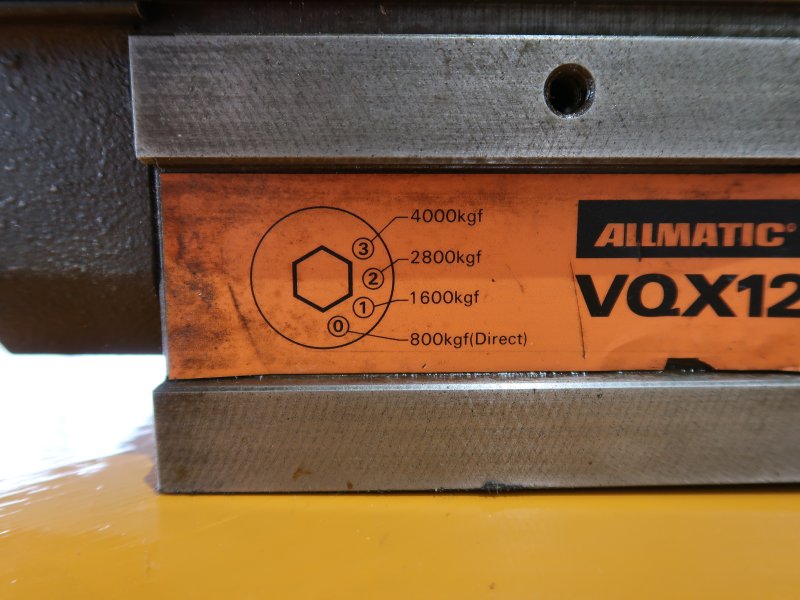 4000kgf
3
2800kgf
2
1600kgf
1
800kgf(Direct)
0
ALLMATIC®
VQX12